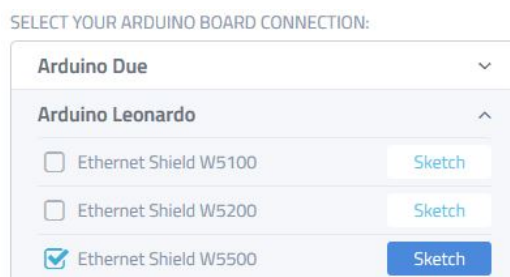 SELECT YOUR ARDUINO BOARD CONNECTION:
Arduino Due
Arduino Leonardo
Ethernet Shield W5100 Sketch
Ethernet Shield W5200 Sketch
Ethernet Shield W5500 Sketch